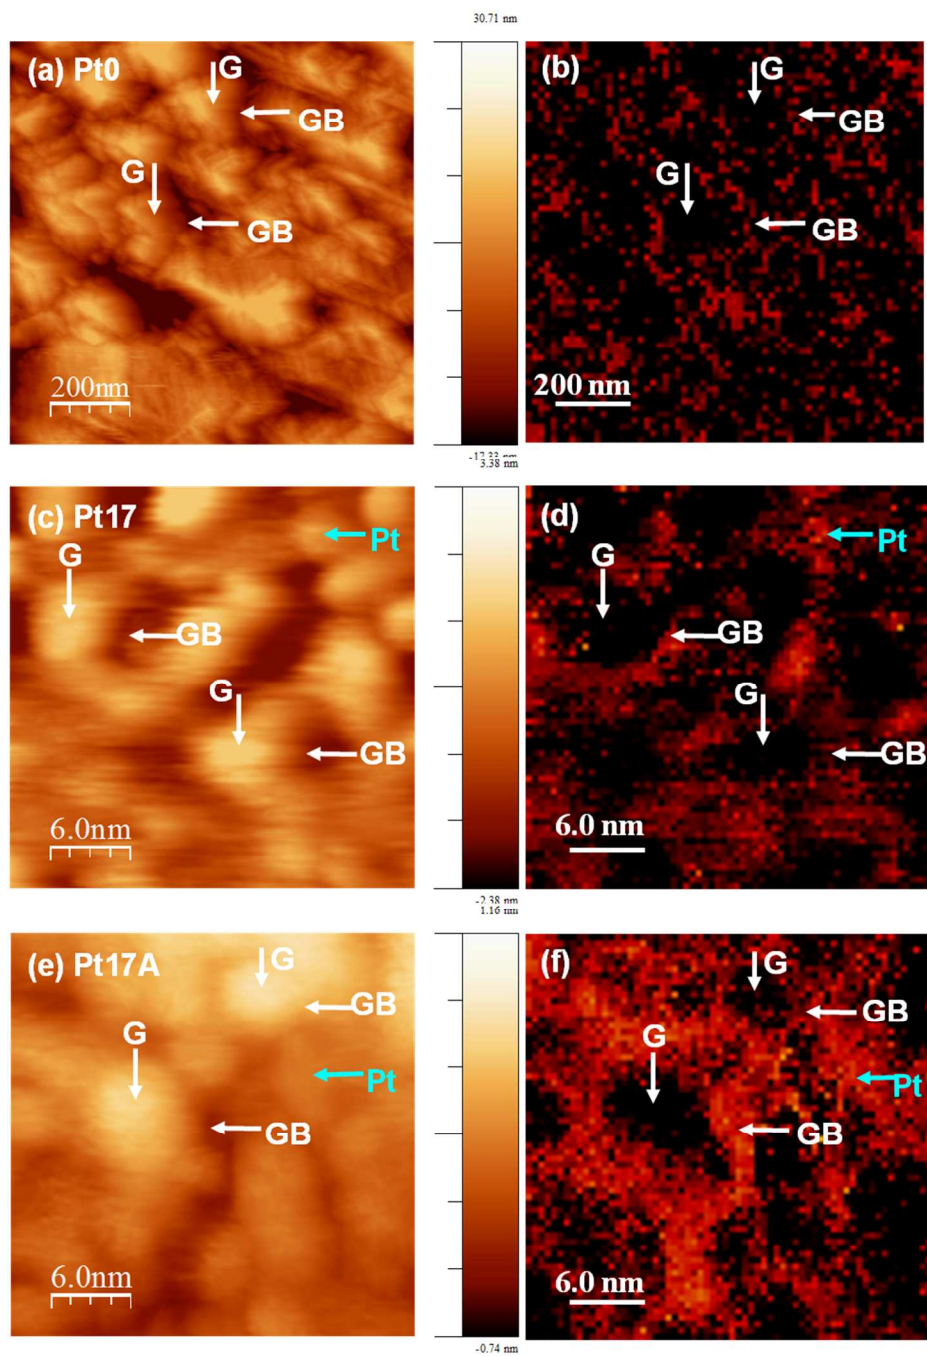 30.71 nm
(a) Pt0
G
GB
G
GB
200nm
(b)
G
GB
G
GB
200 nm
-17.33 nm
3.38 nm
(c) Pt17
Pt
G
GB
G
GB
6.0nm
(d)
Pt
G
GB
G
GB
6.0 nm
-2.38 nm
1.16 nm
(e) Pt17A
G
GB
G
Pt
GB
6.0nm
(f)
G
GB
G
Pt
GB
6.0 nm
-0.74 nm